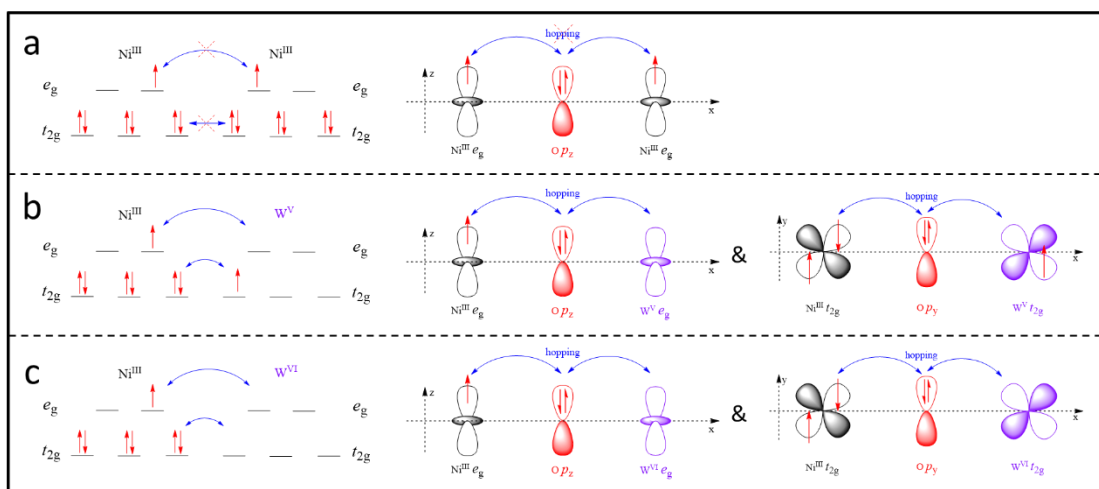 a
Ni^III Ni^III
e_g e_g
t_2g t_2g
hopping
z
x
Ni^III e_g O p_z Ni^III e_g
b
Ni^III W^V
e_g e_g
t_2g t_2g
hopping
z
x
Ni^III e_g O p_z W^V e_g
&
hopping
y
x
Ni^III t_2g O p_y W^V t_2g
c
Ni^III W^VI
e_g e_g
t_2g t_2g
hopping
z
x
Ni^III e_g O p_z W^VI e_g
&
hopping
y
x
Ni^III t_2g O p_y W^VI t_2g